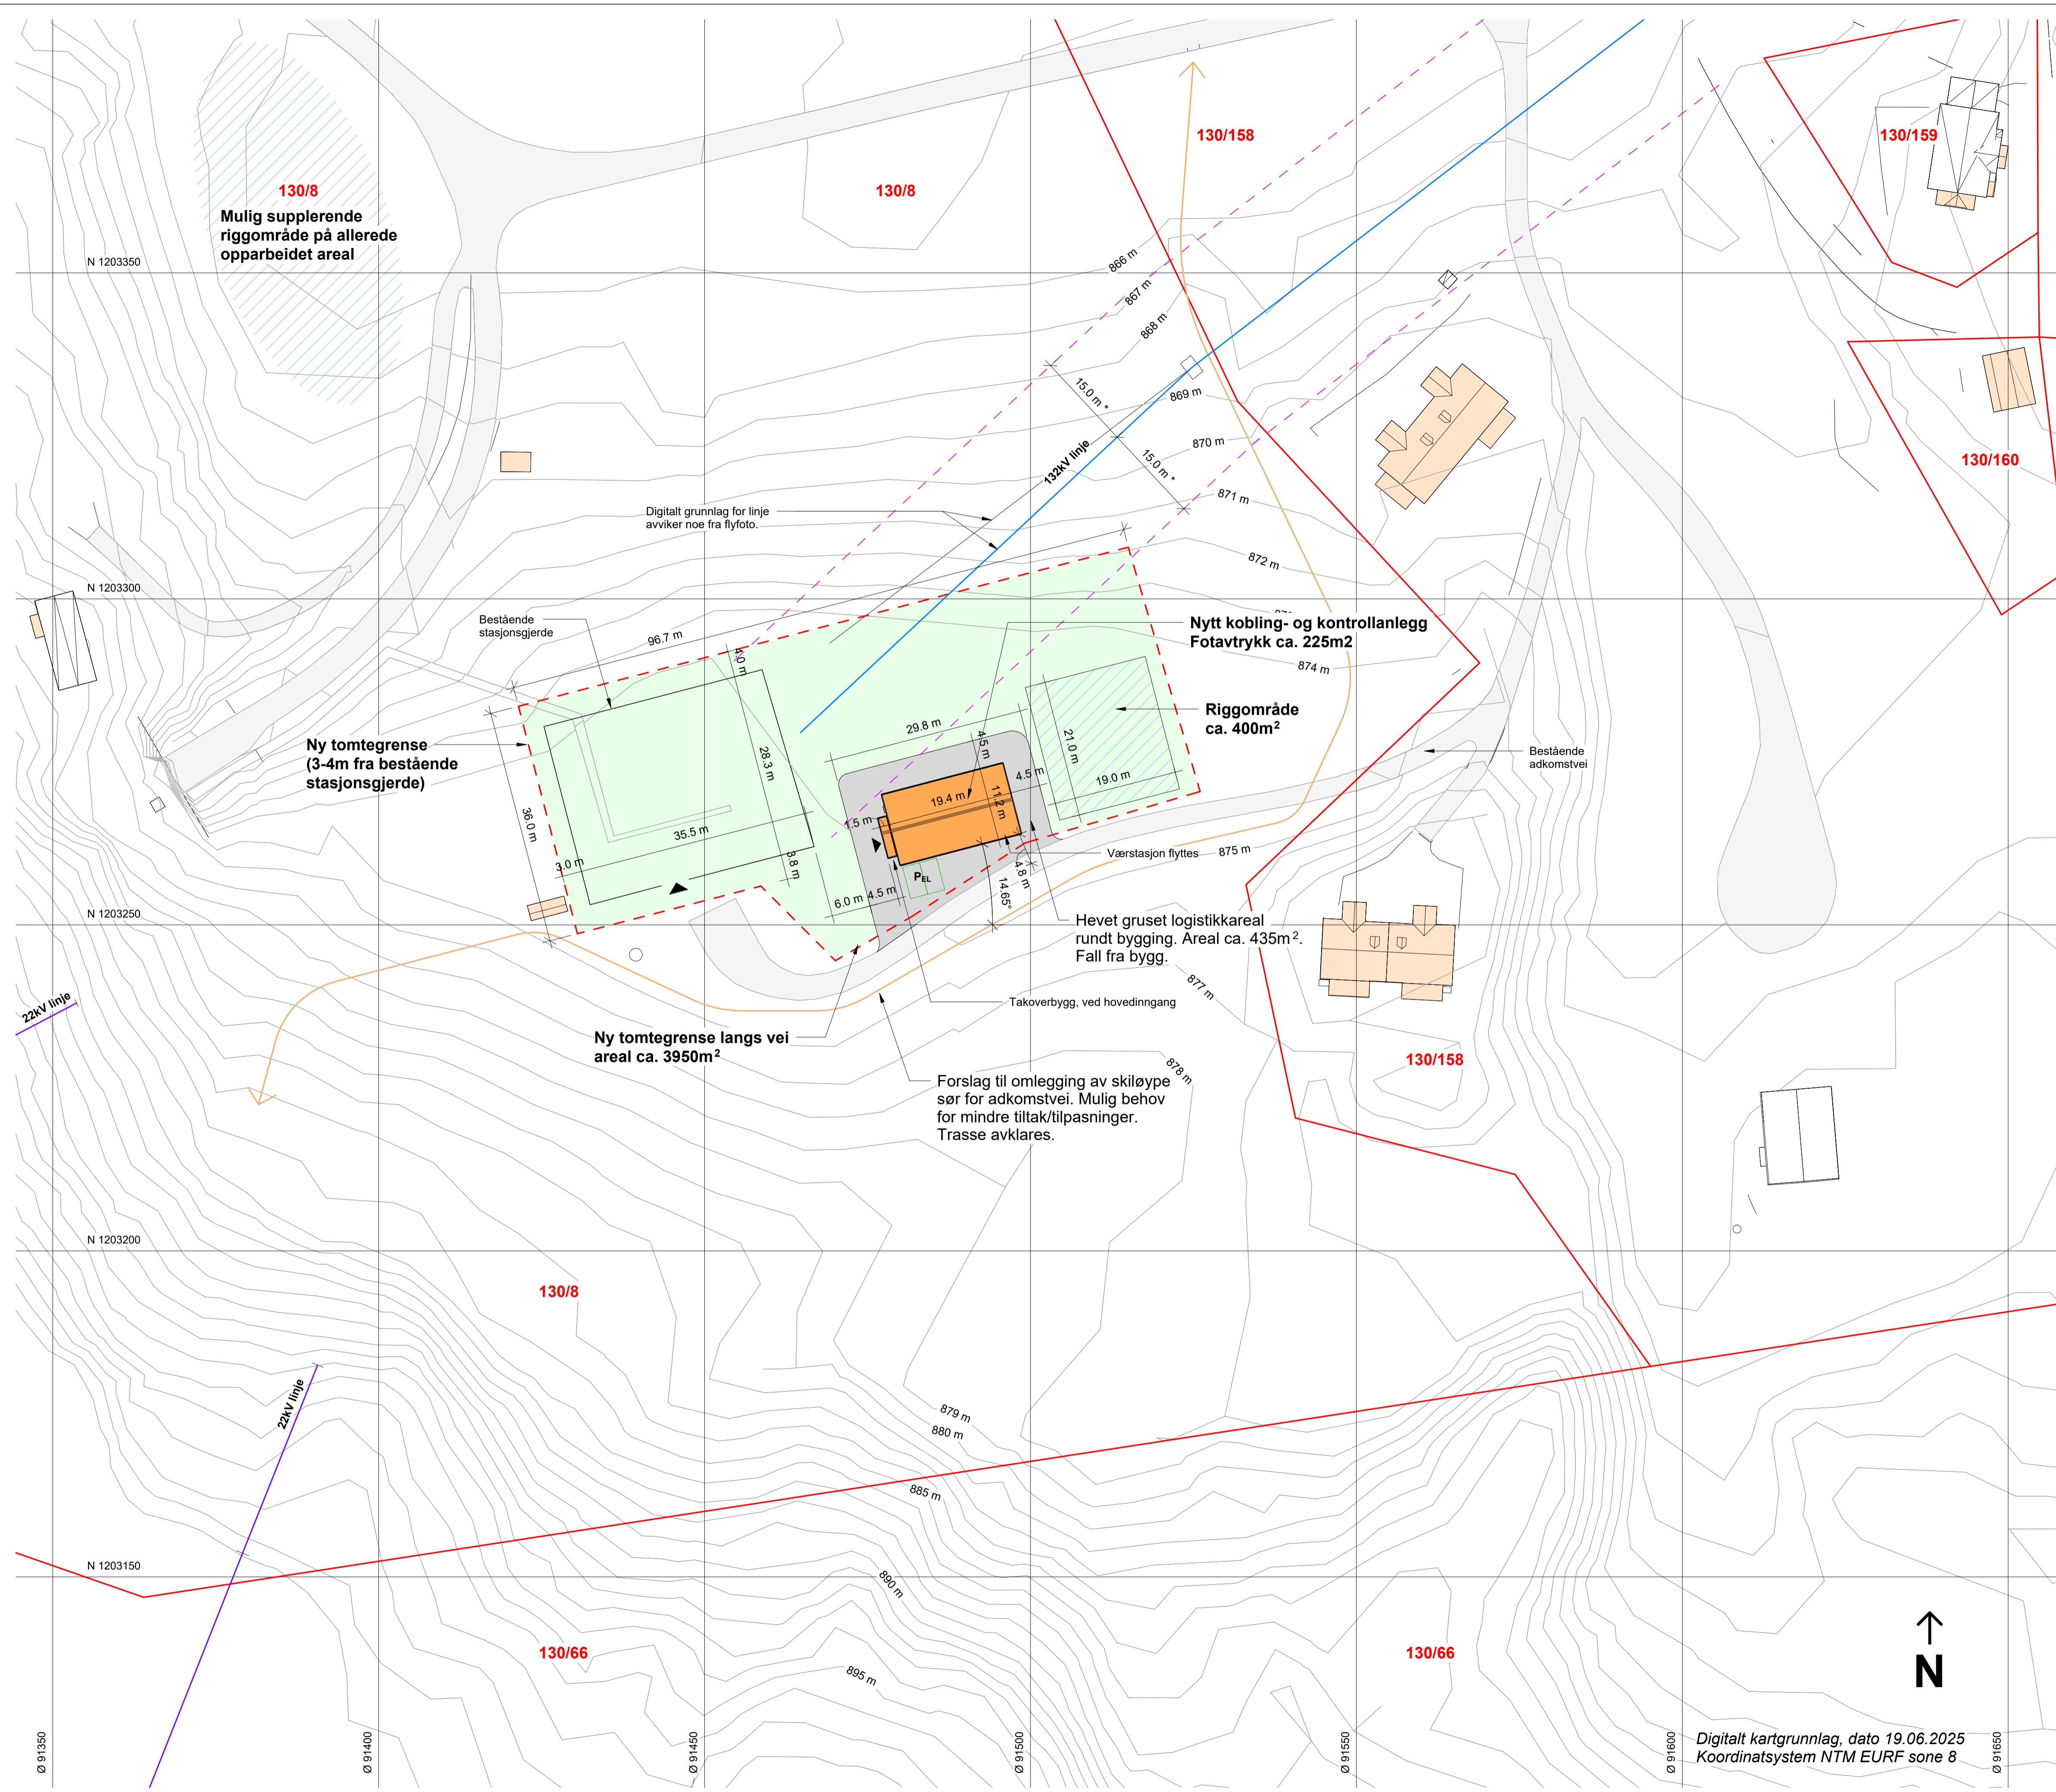 130/158
130/159
130/8
130/8
Mulig supplerende
riggområde på allerede
opparbeidet areal
N 1203350
866 m
867 m
868 m
15.0 m *
869 m
870 m
132kV linje
15.0 m *
130/160
871 m
Digitalt grunnlag for linje
avviker noe fra flyfoto.
872 m
N 1203300
Bestående
stasjonsgjerde
96.7 m
4.0 m
Nytt kobling- og kontrollanlegg
Fotavtrykk ca. 225m2
874 m
Riggområde
ca. 400m²
29.8 m
4.5 m
21.0 m
Ny tomtegrense
(3-4m fra bestående
stasjonsgjerde)
28.3 m
Bestående
adkomstvei
4.5 m
19.0 m
19.4 m
11.2 m
36.0 m
1.5 m
35.5 m
3.0 m
3.8 m
Værstasjon flyttes
875 m
PEL
4.8 m
14.65°
6.0 m
4.5 m
N 1203250
Hevet gruset logistikkareal
rundt bygging. Areal ca. 435m².
Fall fra bygg.
877 m
Takoverbygg, ved hovedinngang
22kV linje
Ny tomtegrense langs vei
areal ca. 3950m²
878 m
130/158
Forslag til omlegging av skiløype
sør for adkomstvei. Mulig behov
for mindre tiltak/tilpasninger.
Trasse avklares.
N 1203200
130/8
22kV linje
879 m
880 m
885 m
N 1203150
890 m
130/66
130/66
895 m
N
Ø 91350
Ø 91400
Ø 91450
Ø 91500
Ø 91550
Ø 91600
Ø 91650
Digitalt kartgrunnlag, dato 19.06.2025
Koordinatsystem NTM EURF sone 8